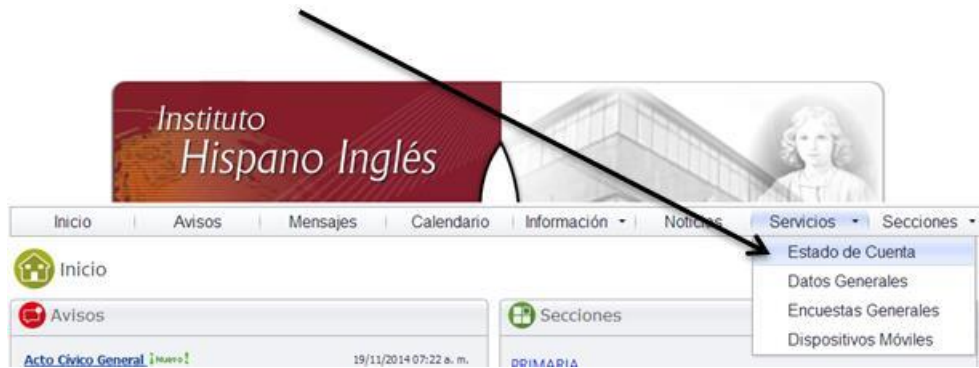 Instituto
Hispano Inglés
Inicio Avisos Mensajes Calendario Información Noticias Servicios Secciones
Estado de Cuenta
Datos Generales
Encuestas Generales
Dispositivos Móviles
Inicio
Avisos
Secciones
Acto Cívico General ¡Nuevo! 19/11/2014 07:22 a. m.
PRIMARIA